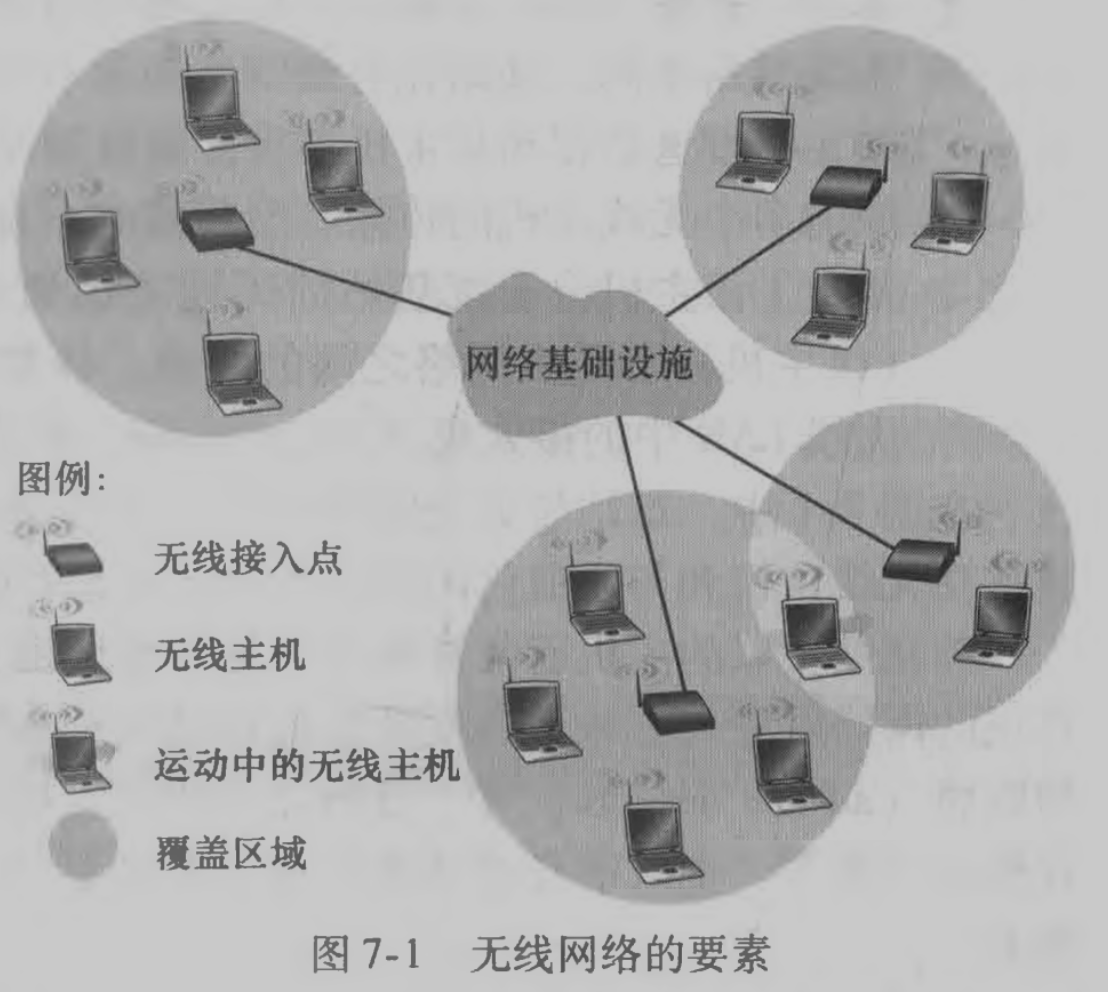 网络基础设施
图例:
无线接入点
无线主机
运动中的无线主机
覆盖区域
图 7-1 无线网络的要素